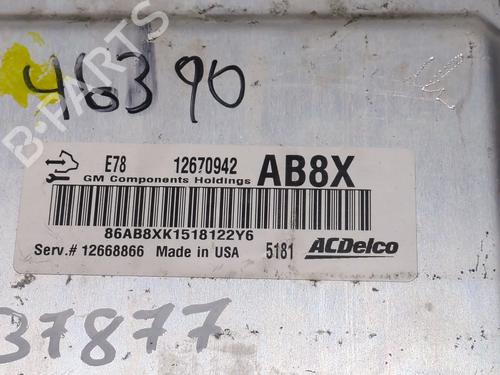 46390
B-PARTS
E78 12670942 AB8X
GM Components Holdings
86AB8XK1518122Y6
Serv.# 12668866 Made in USA 5181 ACDelco
37877